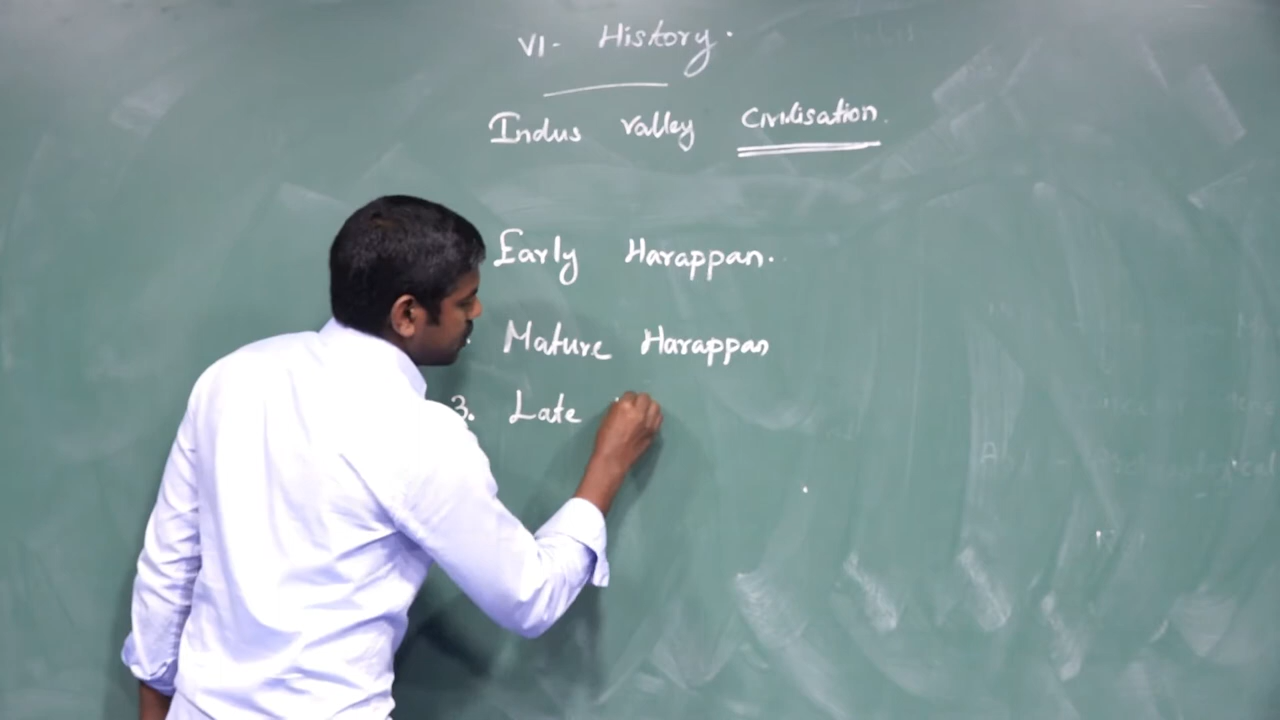 VI- History.
Indus Valley Civilisation.
Early Harappan.
Mature Harappan
3. Late